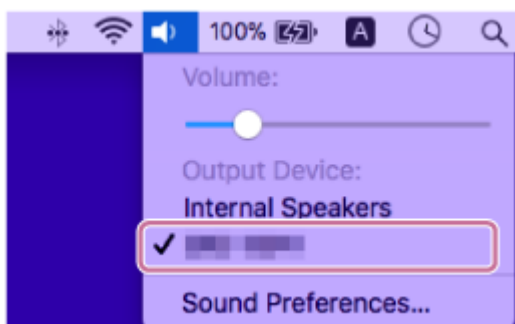 100% A
Volume:
Output Device:
Internal Speakers
Sound Preferences...